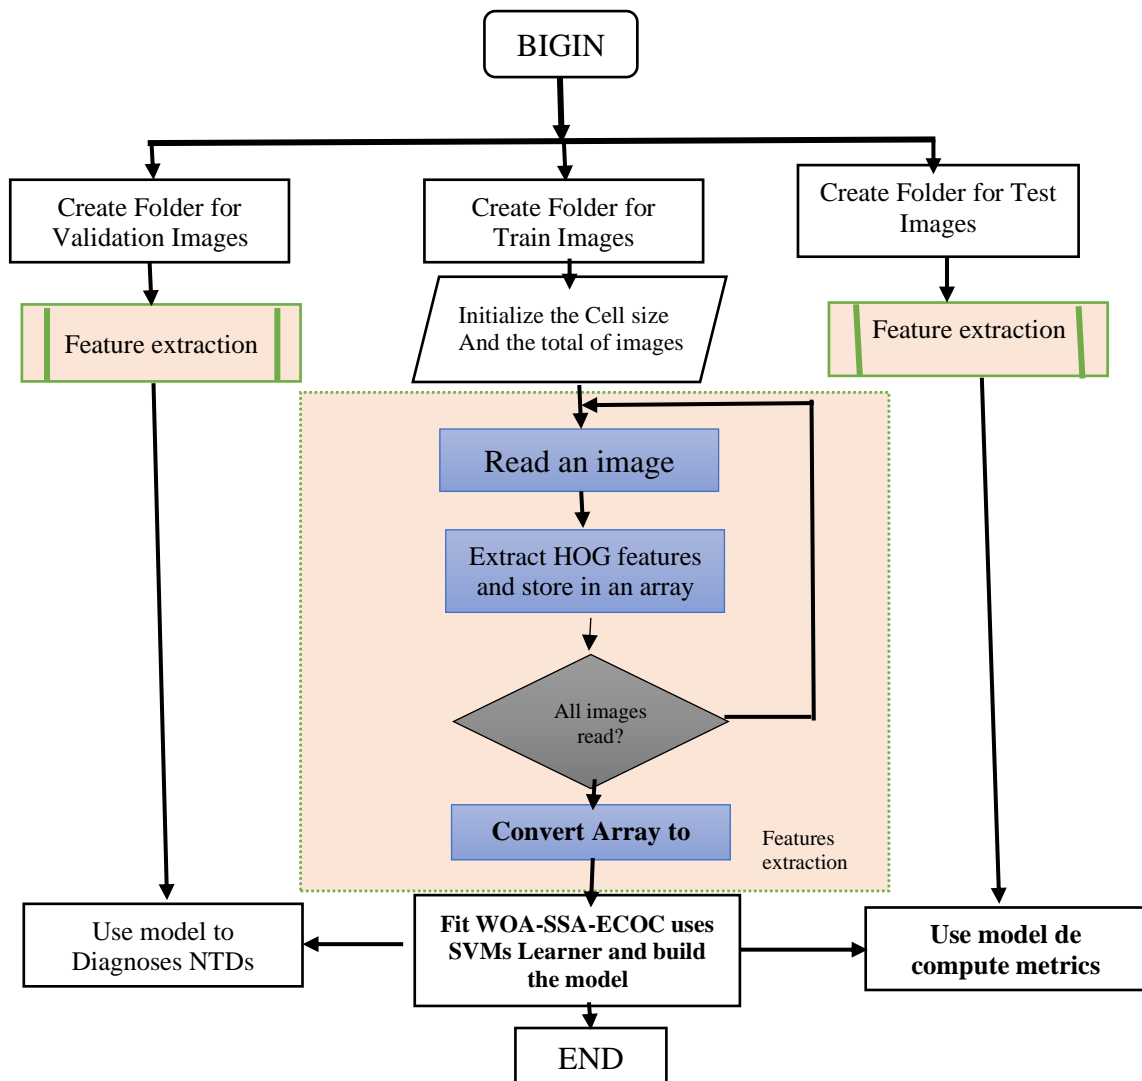 BIGIN
Create Folder for
Validation Images
Create Folder for
Train Images
Create Folder for Test
Images
Feature extraction
Initialize the Cell size
And the total of images
Feature extraction
Read an image
Extract HOG features
and store in an array
All images
read?
Convert Array to
Features
extraction
Use model to
Diagnoses NTDs
Fit WOA-SSA-ECOC uses
SVMs Learner and build
the model
Use model de
compute metrics
END